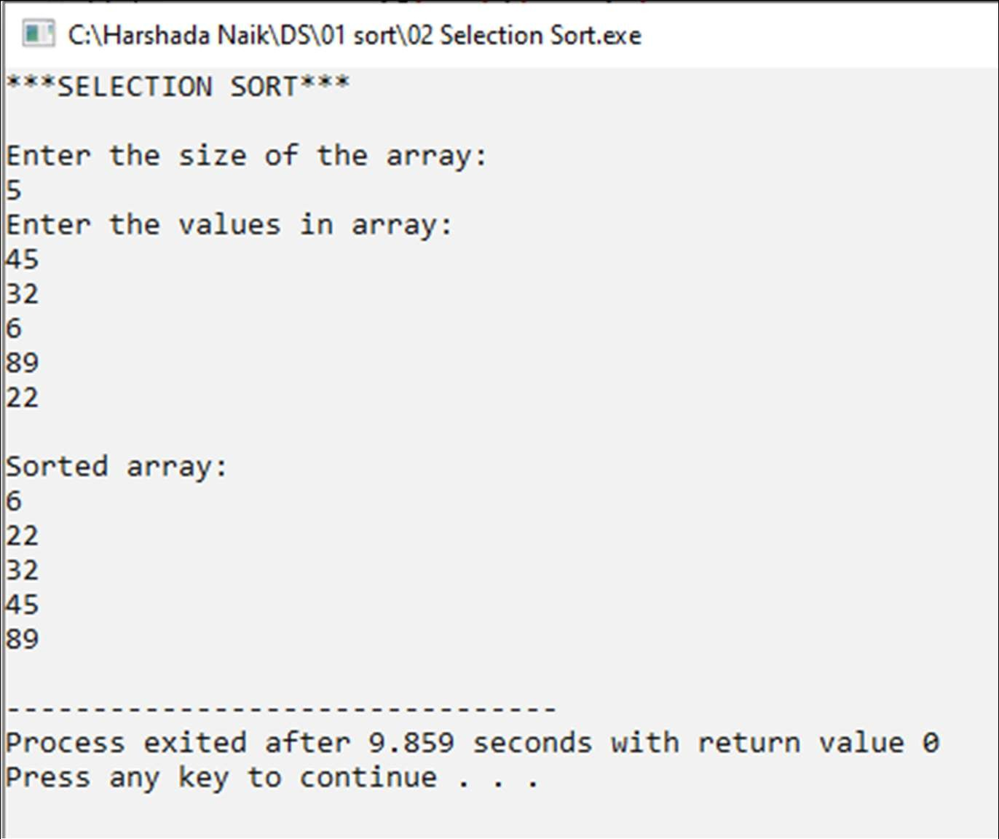 C:\Harshada Naik\DS\01 sort\02 Selection Sort.exe
***SELECTION SORT***
Enter the size of the array:
5
Enter the values in array:
45
32
6
89
22
Sorted array:
6
22
32
45
89
--------------------------------
Process exited after 9.859 seconds with return value 0
Press any key to continue . . .